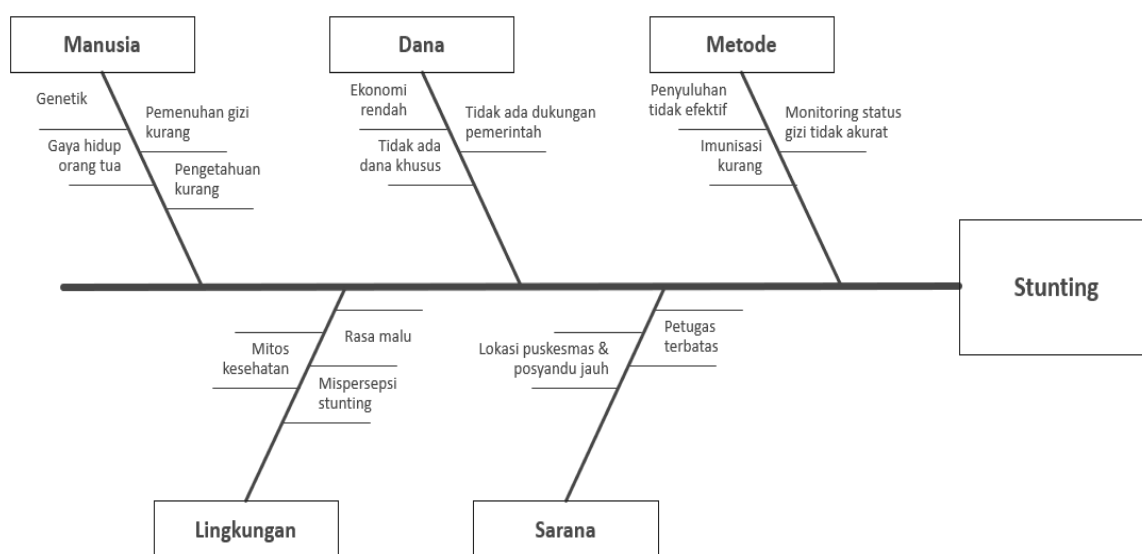 Manusia
Dana
Metode
Genetik
Pemenuhan gizi
kurang
Gaya hidup
orang tua
Pengetahuan
kurang
Ekonomi
rendah
Tidak ada dukungan
pemerintah
Tidak ada
dana khusus
Penyuluhan
tidak efektif
Monitoring status
gizi tidak akurat
Imunisasi
kurang
Stunting
Rasa malu
Mitos
kesehatan
Mispersepsi
stunting
Petugas
terbatas
Lokasi puskesmas &
posyandu jauh
Lingkungan
Sarana